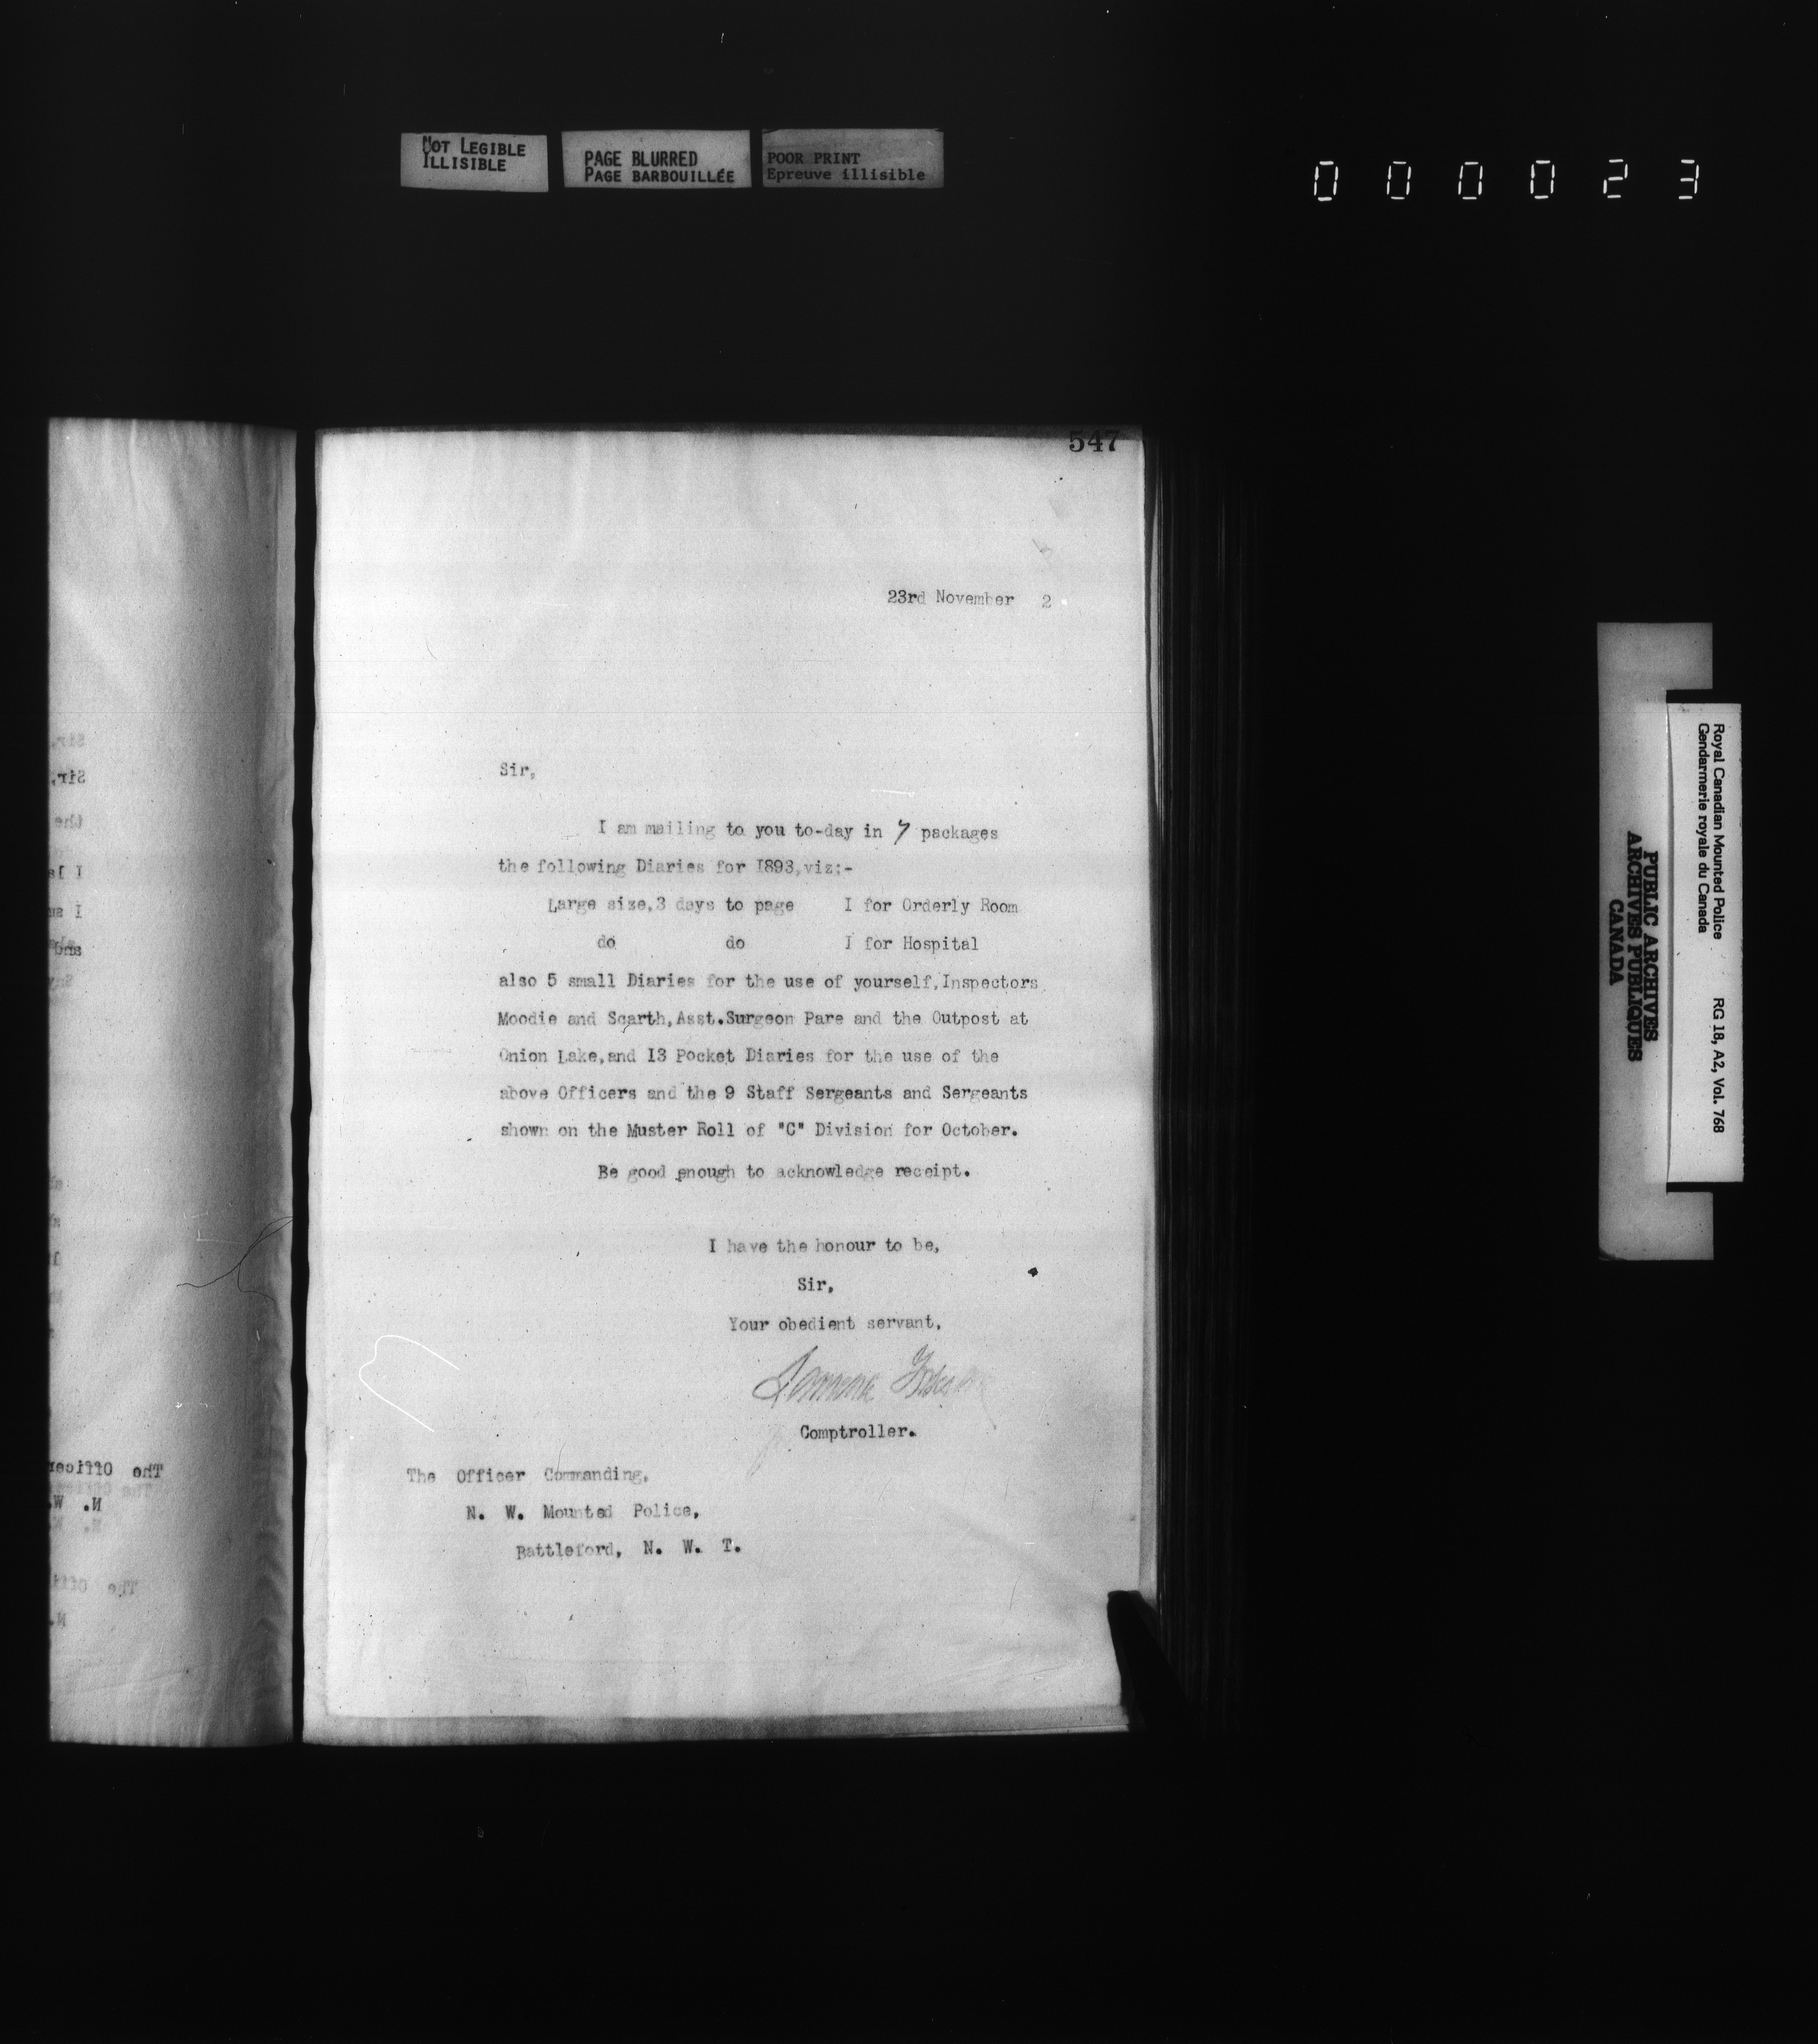 NOT LEGIBLE
ILLISIBLE
PAGE BLURRED
PAGE BARBOUILLÉE
POOR PRINT
Epreuve illisible
000023
547
23rd November 2
Sir,
I am mailing to you to-day in 7 packages
the following Diaries for I893,viz:-
Large size,3 days to page I for Orderly Room
do do I for Hospital
also 5 small Diaries for the use of yourself,Inspectors
Moodie and Scarth,Asst.Surgeon Pare and the Outpost at
Onion Lake,and I3 Pocket Diaries for the use of the
above Officers and the 9 Staff Sergeants and Sergeants
shown on the Muster Roll of "C" Division for October.
Be good enough to acknowledge receipt.
I have the honour to be,
Sir,
Your obedient servant,
Comptroller.
The Officer Commanding,
N. W. Mounted Police,
Battleford, N. W. T.
Royal Canadian Mounted Police RG 18, A2, Vol. 768
Gendarmerie royale du Canada
PUBLIC ARCHIVES
ARCHIVES PUBLIQUES
CANADA